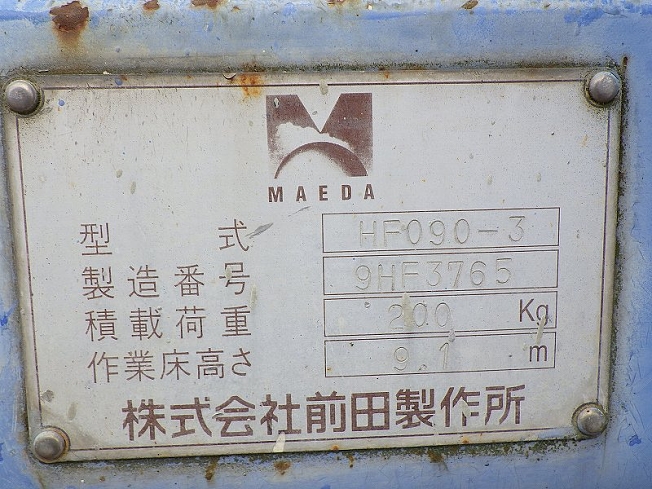 MAEDA
型式 HF090-3
製造番号 9HF3765
積載荷重 200 Kg
作業床高さ 9.1 m
株式会社前田製作所